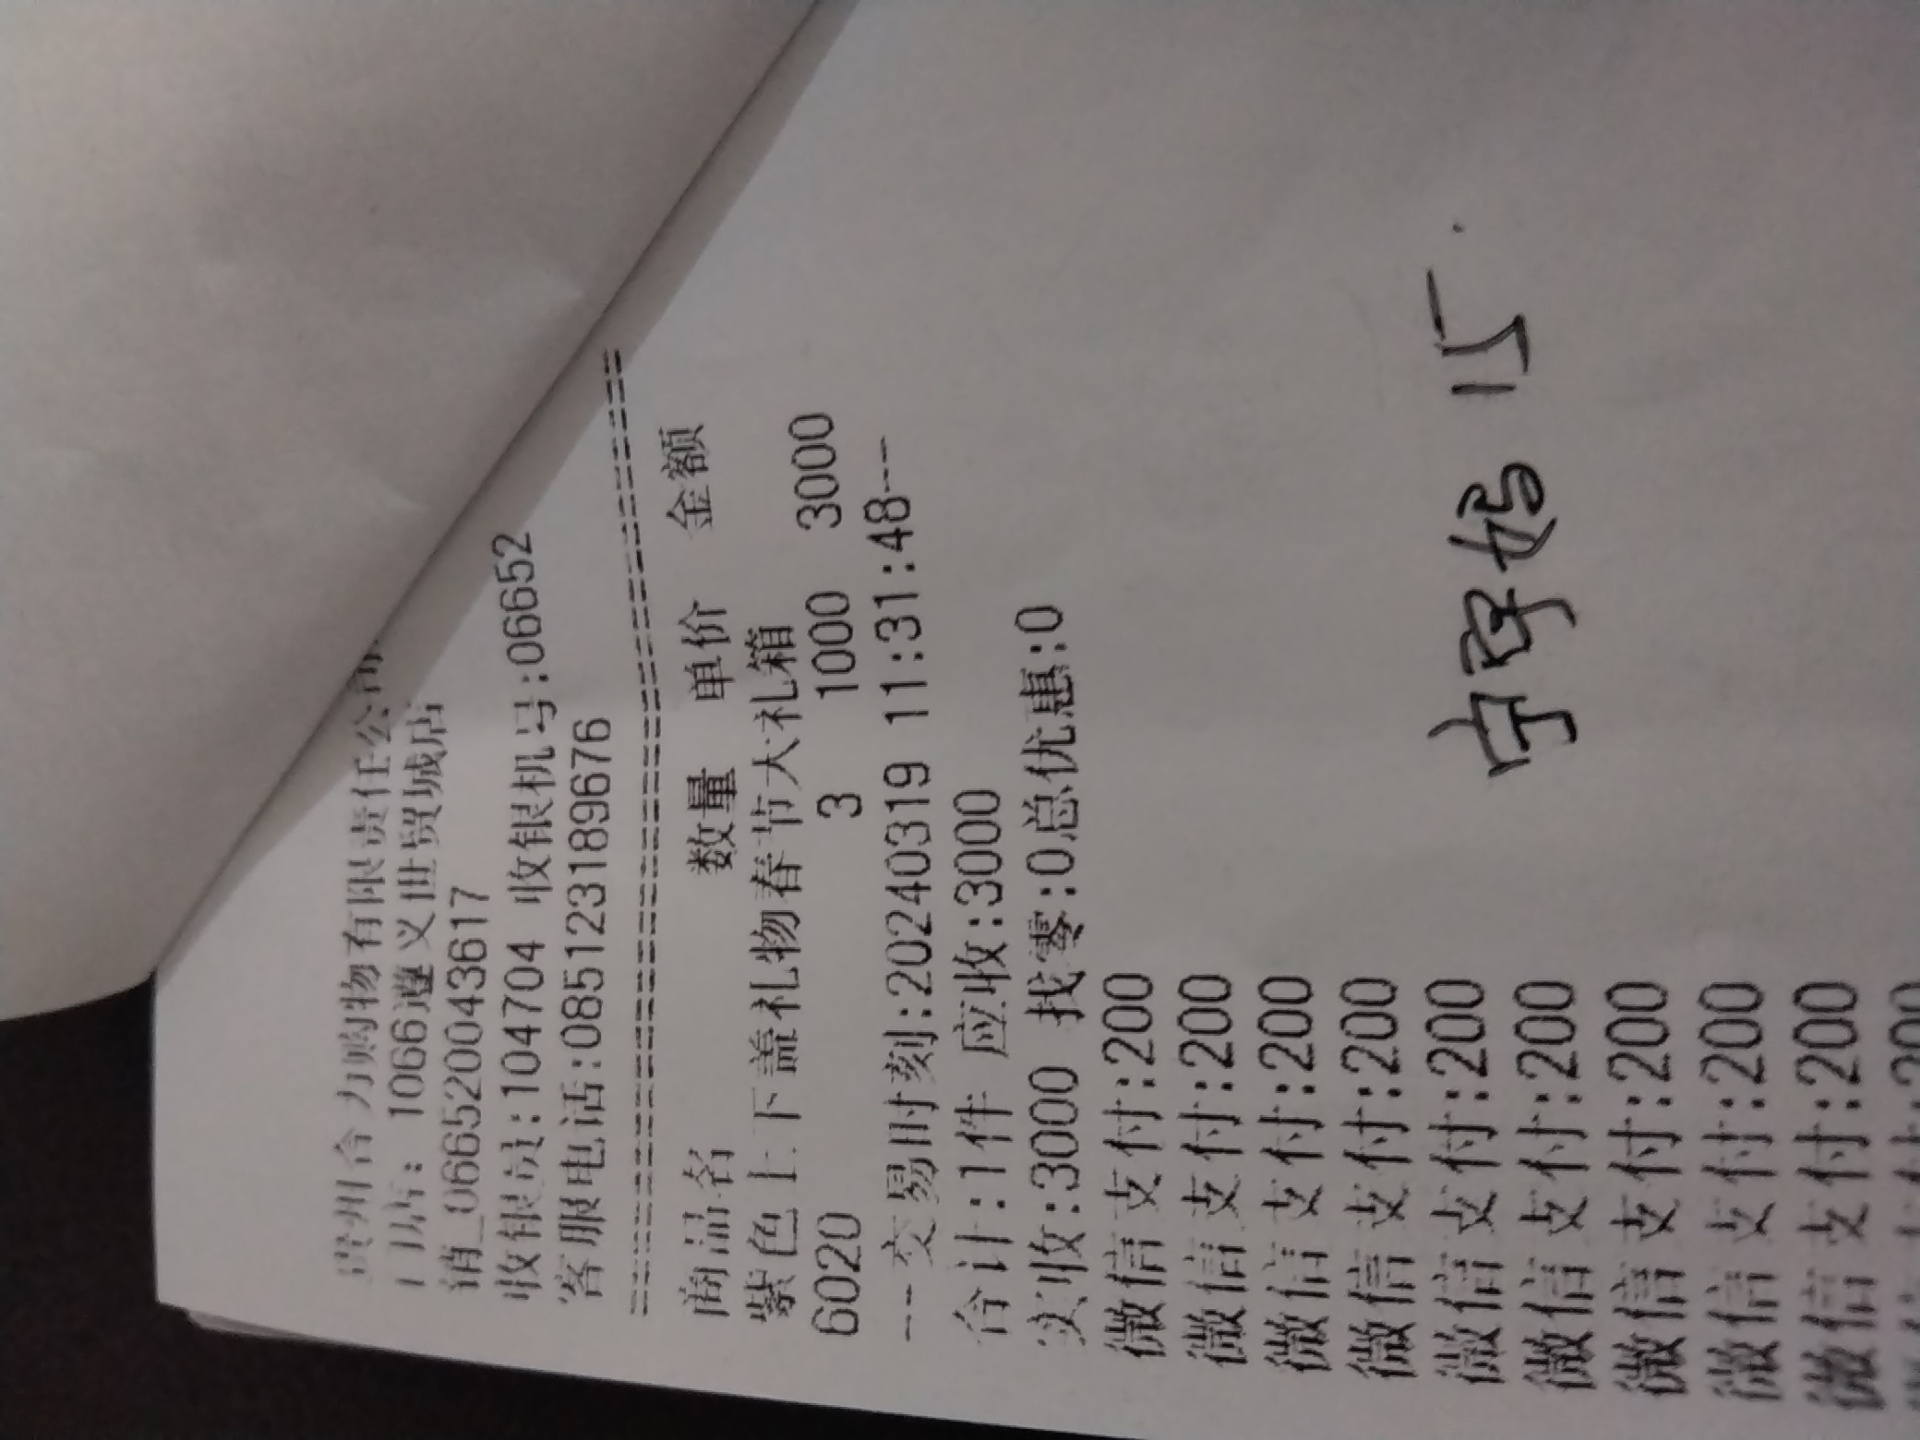 贵州合力购物有限责任公司
门店: 1066遵义世贸城店
消_066520043617
收银员:104704 收银机号:06652
客服电话:085123189676
商品名 数量 单价 金额
紫色上下盖礼物春节大礼箱
6020 3 1000 3000
--交易时刻:20240319 11:31:48---
合计:1件 应收:3000
实收:3000 找零:0总优惠:0
微信支付:200
微信支付:200
微信支付:200
微信支付:200
微信支付:200
微信支付:200
微信支付:200
微信支付:200
微信支付:200
15